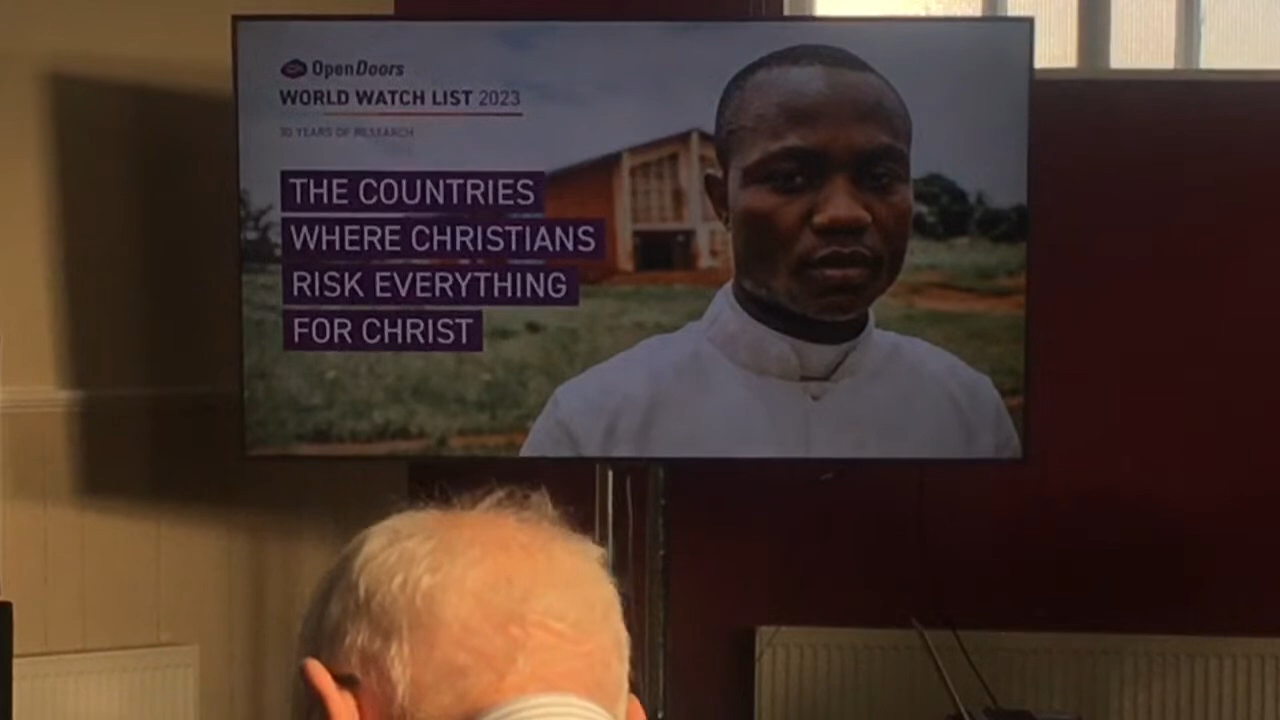 OpenDoors
WORLD WATCH LIST 2023
30 YEARS OF RESEARCH
THE COUNTRIES
WHERE CHRISTIANS
RISK EVERYTHING
FOR CHRIST